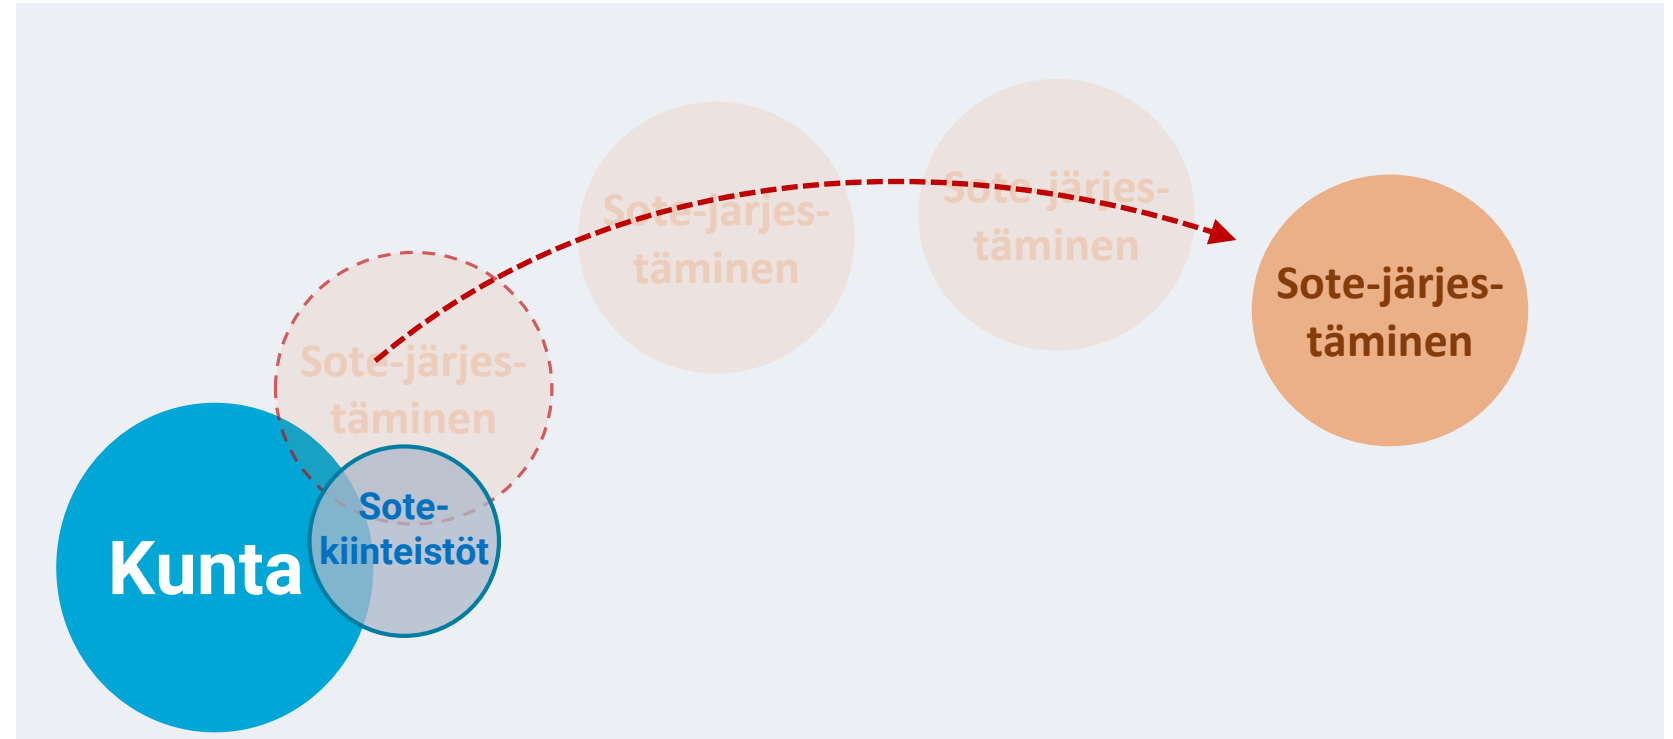 Sote-järjes-
täminen
Sote-järjes-
täminen
Sote-järjes-
täminen
Sote-järjes-
täminen
Kunta
Sote-
kiinteistöt